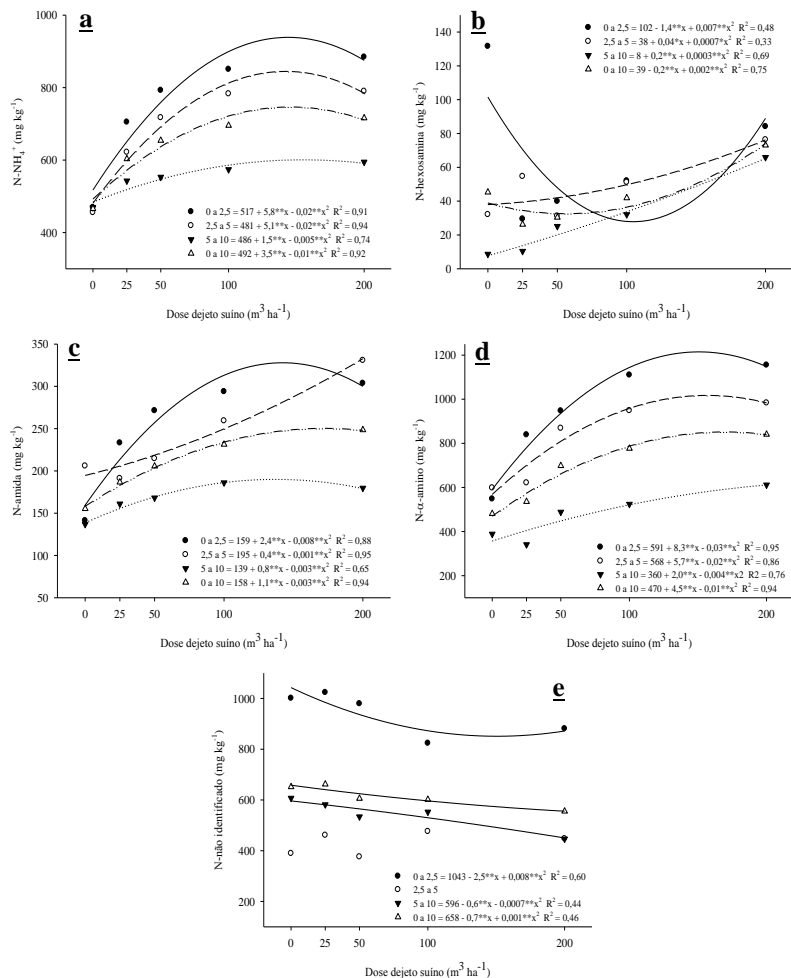 a
N-NH₄⁺ (mg kg⁻¹)
1000
800
600
400
0 a 2,5 = 517 + 5,8**x - 0,02**x² R² = 0,91
2,5 a 5 = 481 + 5,1**x - 0,02**x² R² = 0,94
5 a 10 = 486 + 1,5**x - 0,005**x² R² = 0,74
0 a 10 = 492 + 3,5**x - 0,01**x² R² = 0,92
0 25 50 100 200
Dose dejeto suíno (m³ ha⁻¹)
b
N-hexosamina (mg kg⁻¹)
140
120
100
80
60
40
20
0
0 a 2,5 = 102 - 1,4**x + 0,007**x² R² = 0,48
2,5 a 5 = 38 + 0,04*x + 0,0007*x² R² = 0,33
5 a 10 = 8 + 0,2**x + 0,0003**x² R² = 0,69
0 a 10 = 39 - 0,2**x + 0,002**x² R² = 0,75
0 25 50 100 200
Dose dejeto suíno (m³ ha⁻¹)
c
N-amida (mg kg⁻¹)
350
300
250
200
150
100
50
0 a 2,5 = 159 + 2,4**x - 0,008**x² R² = 0,88
2,5 a 5 = 195 + 0,4**x - 0,001**x² R² = 0,95
5 a 10 = 139 + 0,8**x - 0,003**x² R² = 0,65
0 a 10 = 158 + 1,1**x - 0,003**x² R² = 0,94
0 25 50 100 200
Dose dejeto suíno (m³ ha⁻¹)
d
N-α-amino (mg kg⁻¹)
1200
1000
800
600
400
200
0 a 2,5 = 591 + 8,3**x - 0,03**x² R² = 0,95
2,5 a 5 = 568 + 5,7**x - 0,02**x² R² = 0,86
5 a 10 = 360 + 2,0**x - 0,004**x2 R2 = 0,76
0 a 10 = 470 + 4,5**x - 0,01**x² R² = 0,94
0 25 50 100 200
Dose dejeto suíno (m³ ha⁻¹)
e
N-não identificado (mg kg⁻¹)
1000
800
600
400
200
0 a 2,5 = 1043 - 2,5**x + 0,008**x² R² = 0,60
2,5 a 5
5 a 10 = 596 - 0,6**x - 0,0007**x² R² = 0,44
0 a 10 = 658 - 0,7**x + 0,001**x² R² = 0,46
0 25 50 100 200
Dose dejeto suíno (m³ ha⁻¹)